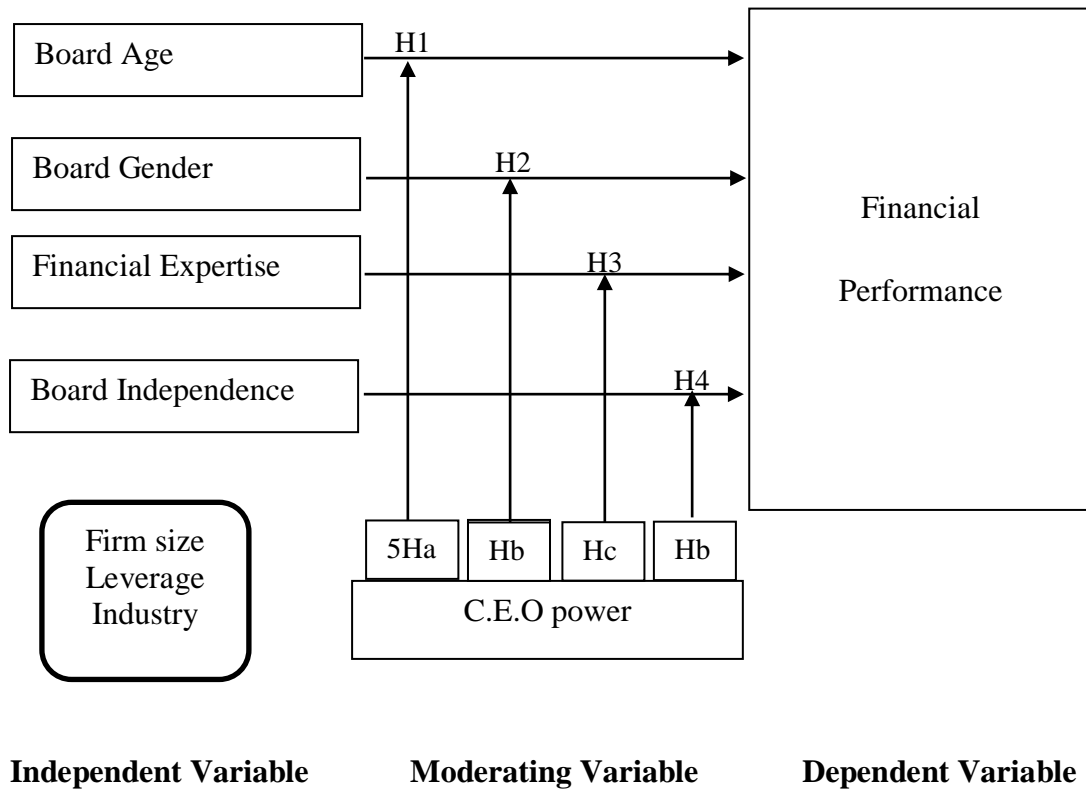 Board Age
H1
Board Gender
H2
Financial
Financial Expertise
H3
Performance
Board Independence
H4
Firm size
Leverage
Industry
5Ha
Hb
Hc
Hb
C.E.O power
Independent Variable
Moderating Variable
Dependent Variable